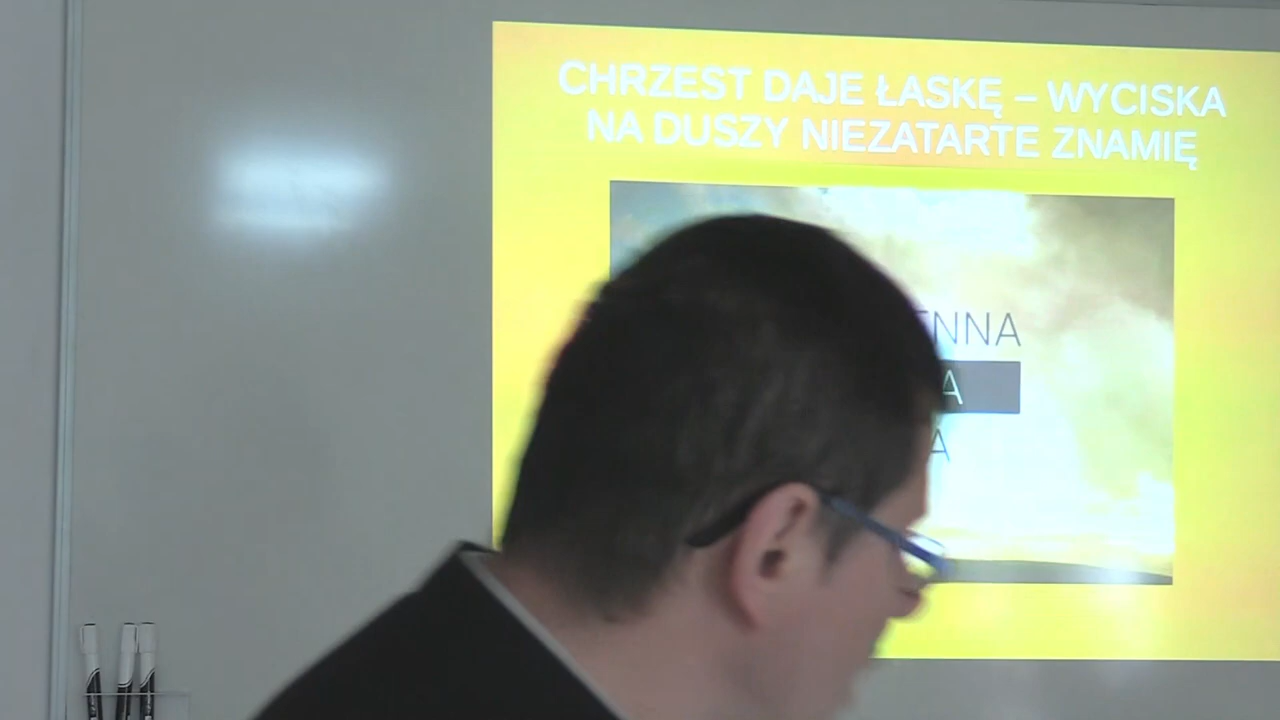 CHRZEST DAJE ŁASKĘ – WYCISKA
NA DUSZY NIEZATARTE ZNAMIĘ